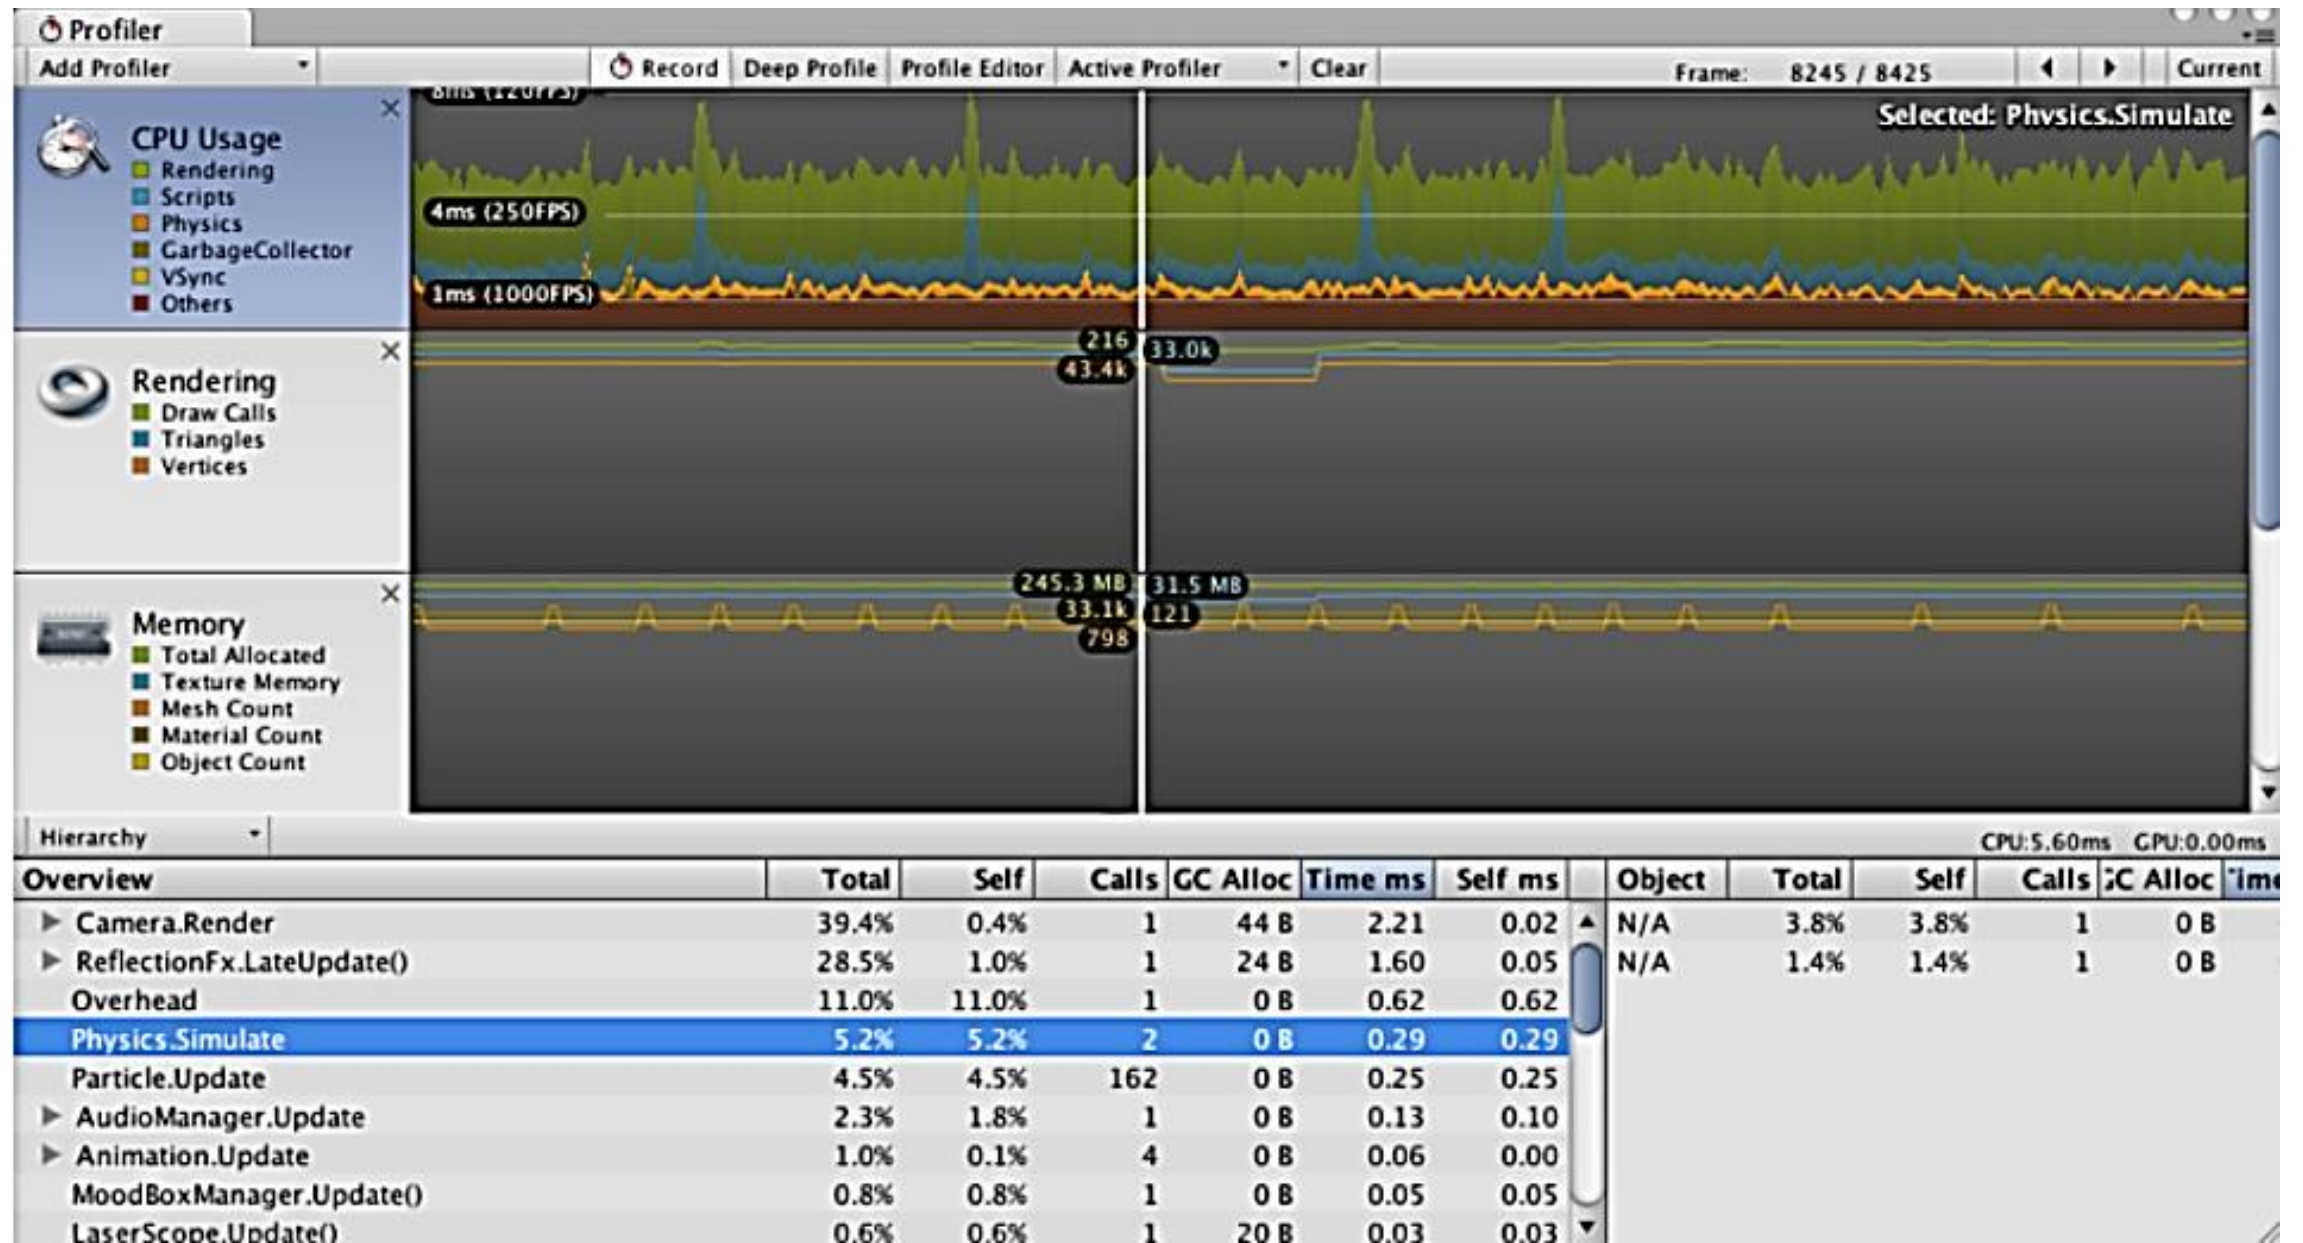 Profiler
Add Profiler Record Deep Profile Profile Editor Active Profiler Clear Frame: 8245 / 8425 Current
8ms (120FPS)
Selected: Physics.Simulate
CPU Usage
Rendering
Scripts
Physics
GarbageCollector
VSync
Others
4ms (250FPS)
1ms (1000FPS)
216 33.0k
43.4k
Rendering
Draw Calls
Triangles
Vertices
245.3 MB 31.5 MB
33.1k 121
798
Memory
Total Allocated
Texture Memory
Mesh Count
Material Count
Object Count
Hierarchy CPU:5.60ms GPU:0.00ms
Overview Total Self Calls GC Alloc Time ms Self ms Object Total Self Calls GC Alloc Time
Camera.Render 39.4% 0.4% 1 44 B 2.21 0.02 N/A 3.8% 3.8% 1 0 B
ReflectionFx.LateUpdate() 28.5% 1.0% 1 24 B 1.60 0.05 N/A 1.4% 1.4% 1 0 B
Overhead 11.0% 11.0% 1 0 B 0.62 0.62
Physics.Simulate 5.2% 5.2% 2 0 B 0.29 0.29
Particle.Update 4.5% 4.5% 162 0 B 0.25 0.25
AudioManager.Update 2.3% 1.8% 1 0 B 0.13 0.10
Animation.Update 1.0% 0.1% 4 0 B 0.06 0.00
MoodBoxManager.Update() 0.8% 0.8% 1 0 B 0.05 0.05
LaserScope.Update() 0.6% 0.6% 1 20 B 0.03 0.03